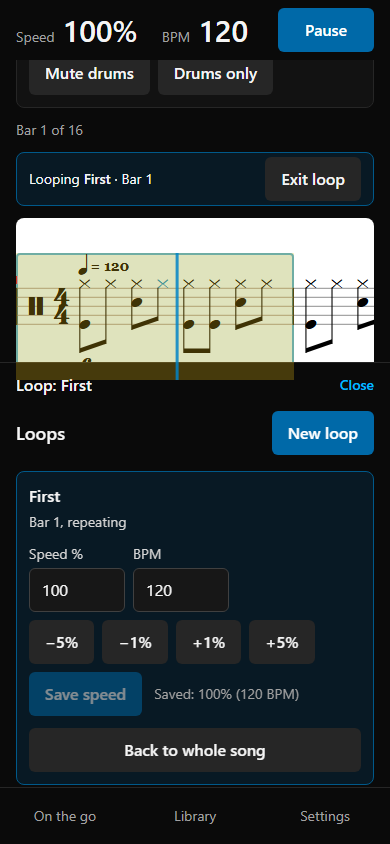 Speed 100% BPM 120 Pause
Mute drums Drums only
Bar 1 of 16
Looping First · Bar 1 Exit loop
= 120
4
4
Loop: First Close
Loops New loop
First
Bar 1, repeating
Speed % BPM
100 120
−5% −1% +1% +5%
Save speed Saved: 100% (120 BPM)
Back to whole song
On the go Library Settings